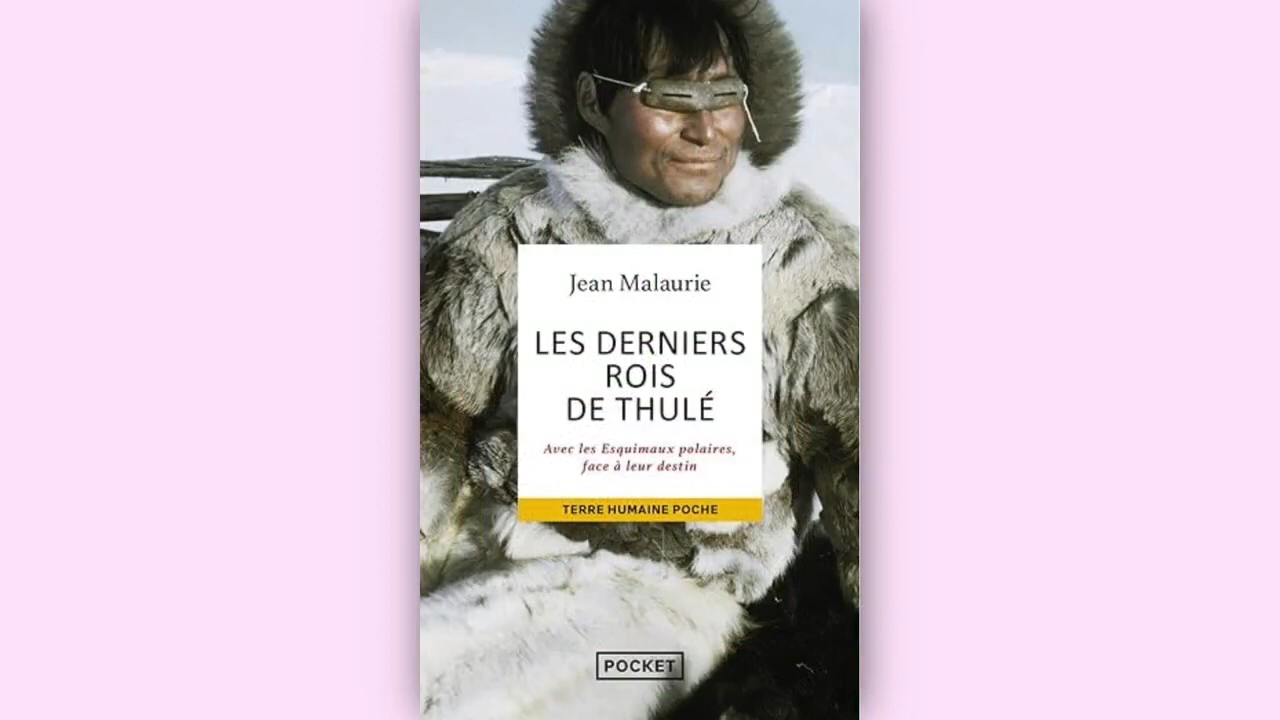 Jean Malaurie
LES DERNIERS
ROIS
DE THULÉ
Avec les Esquimaux polaires,
face à leur destin
TERRE HUMAINE POCHE
POCKET